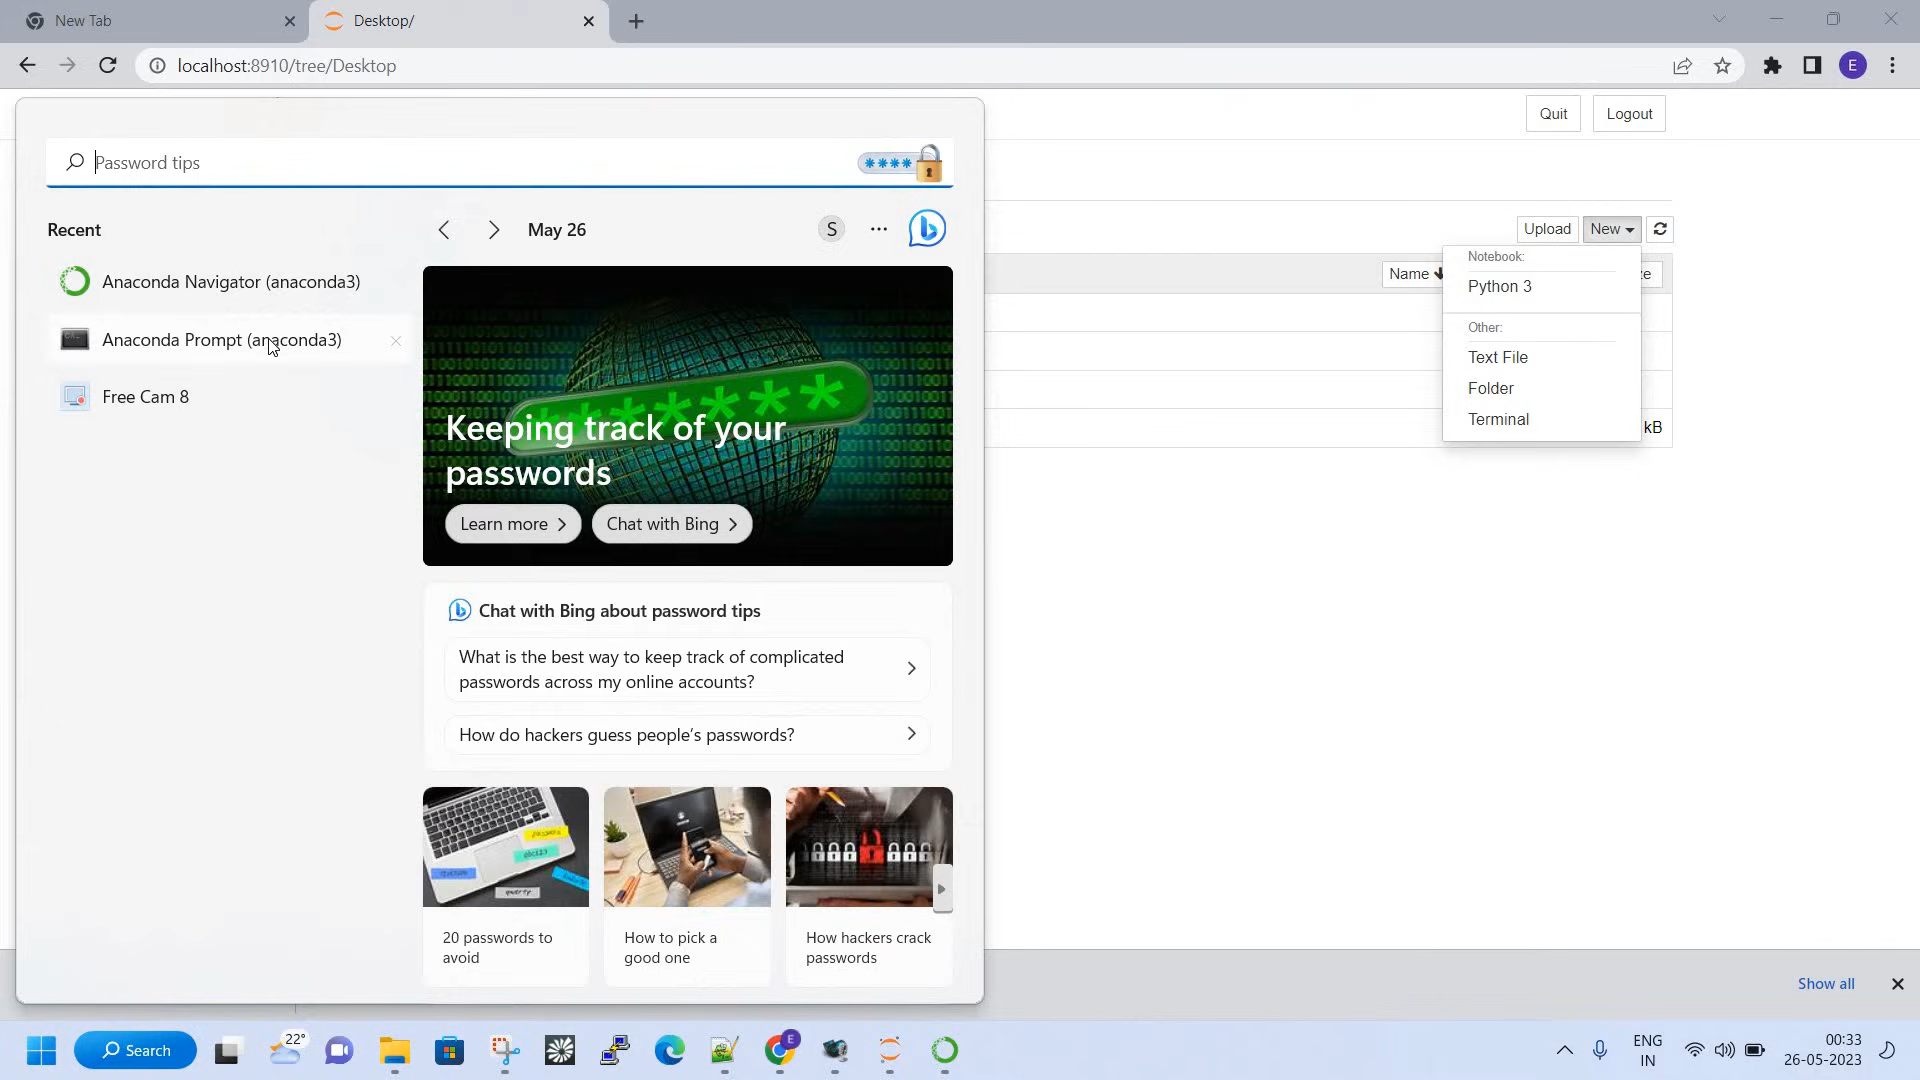 New Tab
Desktop/
localhost:8910/tree/Desktop
E
Quit
Logout
Password tips
****
Recent
May 26
S
Upload
New
Anaconda Navigator (anaconda3)
Anaconda Prompt (anaconda3)
Free Cam 8
Name
ze
Notebook:
Python 3
Other:
Text File
Folder
Terminal
kB
*******
Keeping track of your
passwords
Learn more
Chat with Bing
Chat with Bing about password tips
What is the best way to keep track of complicated
passwords across my online accounts?
How do hackers guess people's passwords?
qwerty
20 passwords to
avoid
How to pick a
good one
How hackers crack
passwords
Show all
Search
22°
E
ENG
IN
00:33
26-05-2023